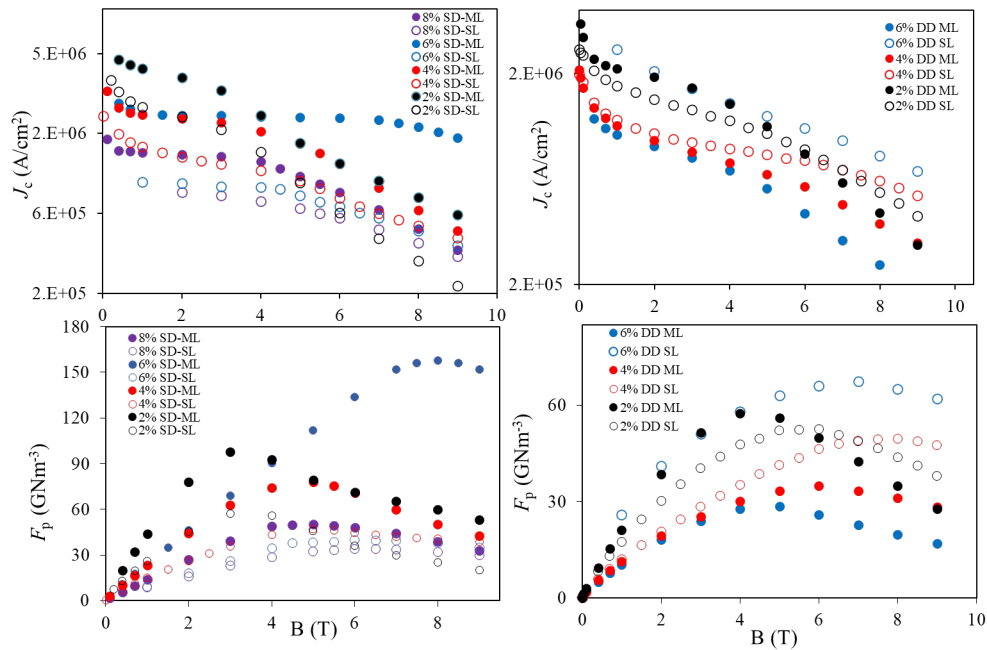 8% SD-ML
8% SD-SL
6% SD-ML
6% SD-SL
4% SD-ML
4% SD-SL
2% SD-ML
2% SD-SL
5.E+06
2.E+06
6.E+05
2.E+05
Jc (A/cm²)
0 2 4 6 8 10
6% DD ML
6% DD SL
4% DD ML
4% DD SL
2% DD ML
2% DD SL
2.E+06
2.E+05
Jc (A/cm²)
0 2 4 6 8 10
180
150
120
90
60
30
0
Fp (GNm⁻³)
8% SD-ML
8% SD-SL
6% SD-ML
6% SD-SL
4% SD-ML
4% SD-SL
2% SD-ML
2% SD-SL
0 2 4 6 8
B (T)
60
30
0
Fp (GNm⁻³)
6% DD ML
6% DD SL
4% DD ML
4% DD SL
2% DD ML
2% DD SL
0 2 4 6 8 10
B (T)